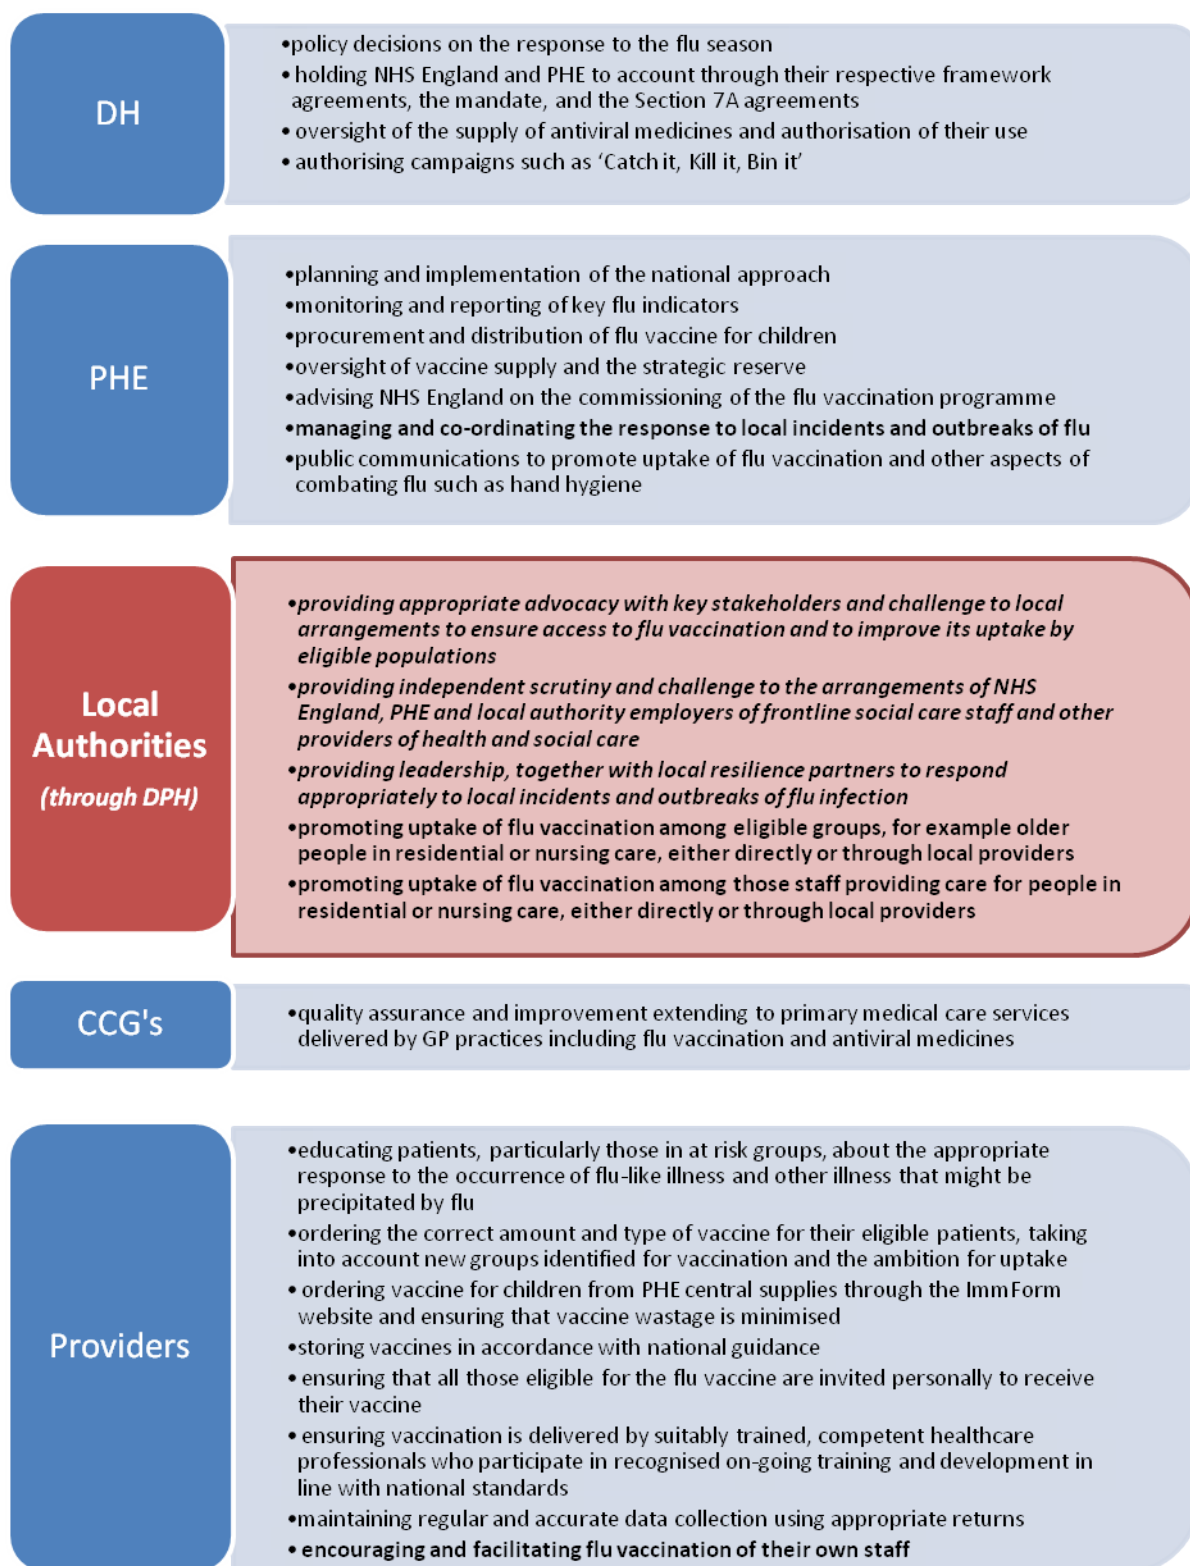 DH
•policy decisions on the response to the flu season
• holding NHS England and PHE to account through their respective framework
agreements, the mandate, and the Section 7A agreements
• oversight of the supply of antiviral medicines and authorisation of their use
• authorising campaigns such as ‘Catch it, Kill it, Bin it’
PHE
•planning and implementation of the national approach
•monitoring and reporting of key flu indicators
•procurement and distribution of flu vaccine for children
•oversight of vaccine supply and the strategic reserve
•advising NHS England on the commissioning of the flu vaccination programme
•managing and co-ordinating the response to local incidents and outbreaks of flu
•public communications to promote uptake of flu vaccination and other aspects of
combating flu such as hand hygiene
Local
Authorities
(through DPH)
•providing appropriate advocacy with key stakeholders and challenge to local
arrangements to ensure access to flu vaccination and to improve its uptake by
eligible populations
•providing independent scrutiny and challenge to the arrangements of NHS
England, PHE and local authority employers of frontline social care staff and other
providers of health and social care
•providing leadership, together with local resilience partners to respond
appropriately to local incidents and outbreaks of flu infection
•promoting uptake of flu vaccination among eligible groups, for example older
people in residential or nursing care, either directly or through local providers
•promoting uptake of flu vaccination among those staff providing care for people in
residential or nursing care, either directly or through local providers
CCG's
•quality assurance and improvement extending to primary medical care services
delivered by GP practices including flu vaccination and antiviral medicines
Providers
•educating patients, particularly those in at risk groups, about the appropriate
response to the occurrence of flu-like illness and other illness that might be
precipitated by flu
•ordering the correct amount and type of vaccine for their eligible patients, taking
into account new groups identified for vaccination and the ambition for uptake
• ordering vaccine for children from PHE central supplies through the ImmForm
website and ensuring that vaccine wastage is minimised
•storing vaccines in accordance with national guidance
• ensuring that all those eligible for the flu vaccine are invited personally to receive
their vaccine
• ensuring vaccination is delivered by suitably trained, competent healthcare
professionals who participate in recognised on-going training and development in
line with national standards
•maintaining regular and accurate data collection using appropriate returns
• encouraging and facilitating flu vaccination of their own staff